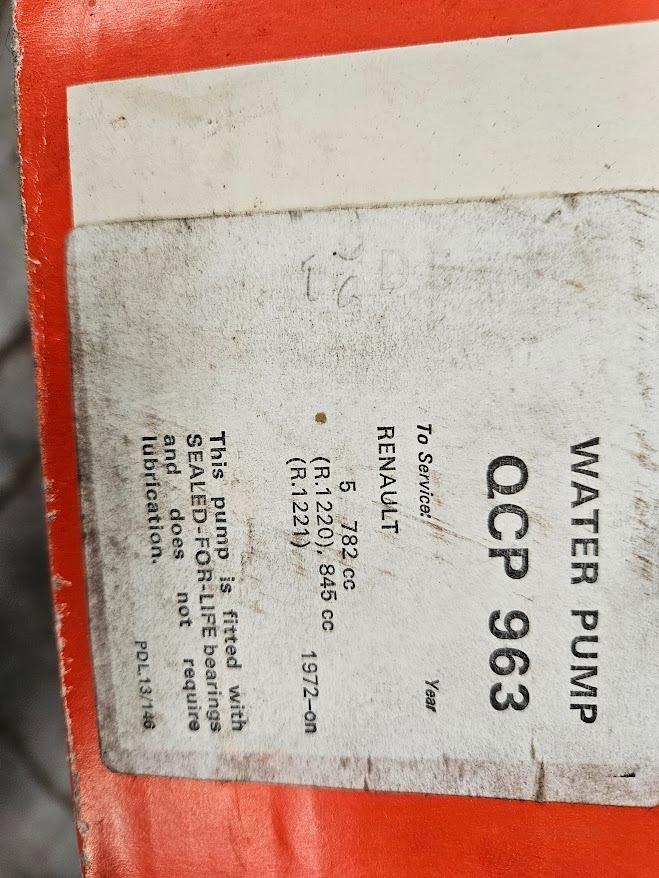 WATER PUMP
QCP 963
To Service: Year
RENAULT
5 782 cc
(R.1220), 845 cc
(R.1221) 1972-on
This pump is fitted with
SEALED-FOR-LIFE bearings
and does not require
lubrication.
PDL.13/146